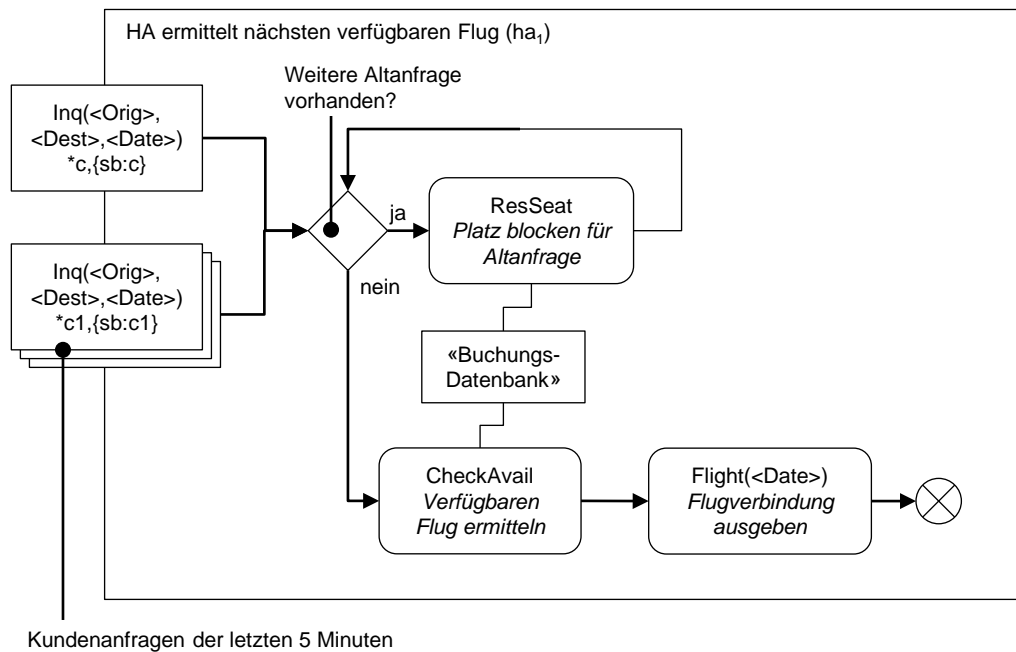 HA ermittelt nächsten verfügbaren Flug (ha₁)
Weitere Altanfrage
vorhanden?
Inq(<Orig>,
<Dest>,<Date>)
*c,{sb:c}
ja
ResSeat
Platz blocken für
Altanfrage
Inq(<Orig>,
<Dest>,<Date>)
*c1,{sb:c1}
nein
«Buchungs-
Datenbank»
CheckAvail
Verfügbaren
Flug ermitteln
Flight(<Date>)
Flugverbindung
ausgeben
Kundenanfragen der letzten 5 Minuten